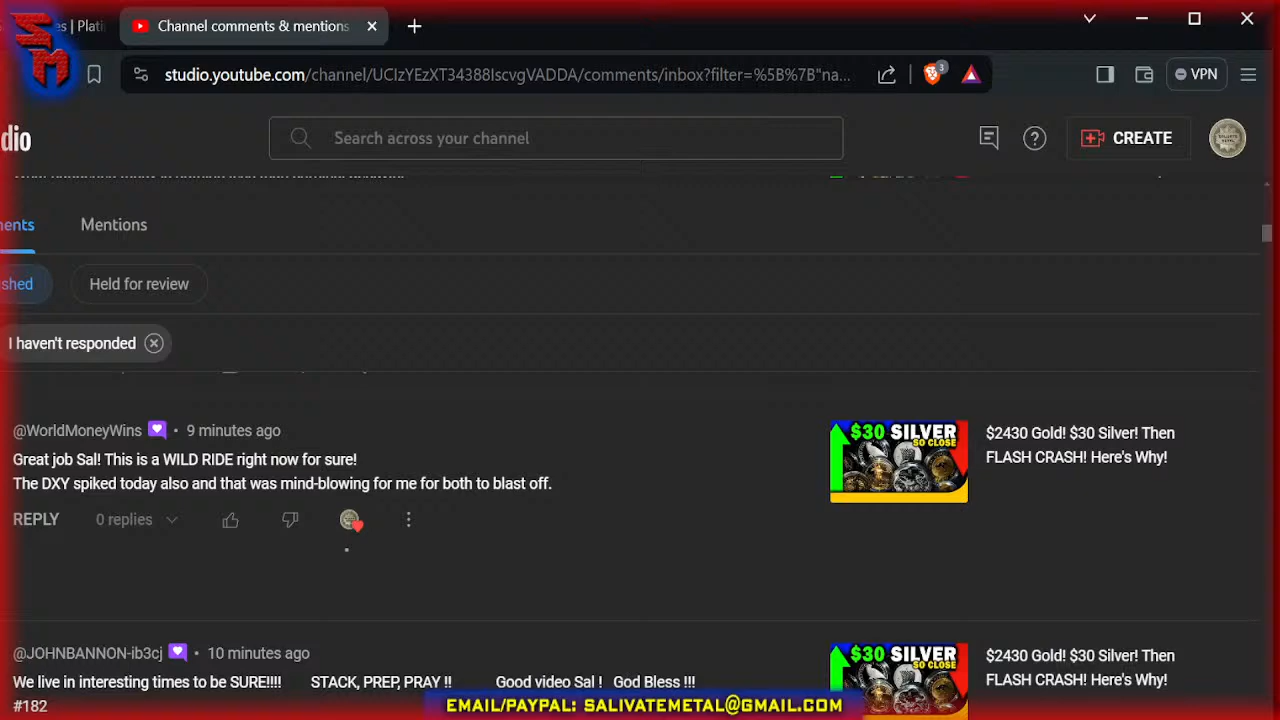 SM
es | Plati
Channel comments & mentions
studio.youtube.com/channel/UCIzYEzXT34388IscvgVADDA/comments/inbox?filter=%5B%7B"na...
3
VPN
dio
Search across your channel
CREATE
ents
Mentions
shed
Held for review
I haven't responded
@WorldMoneyWins • 9 minutes ago
Great job Sal! This is a WILD RIDE right now for sure!
The DXY spiked today also and that was mind-blowing for me for both to blast off.
REPLY 0 replies
$30 SILVER
SO CLOSE
$2430 Gold! $30 Silver! Then
FLASH CRASH! Here's Why!
@JOHNBANNON-ib3cj • 10 minutes ago
We live in interesting times to be SURE!!!! STACK, PREP, PRAY !! Good video Sal ! God Bless !!!
#182
$30 SILVER
SO CLOSE
$2430 Gold! $30 Silver! Then
FLASH CRASH! Here's Why!
EMAIL/PAYPAL: SALIVATEMETAL@GMAIL.COM